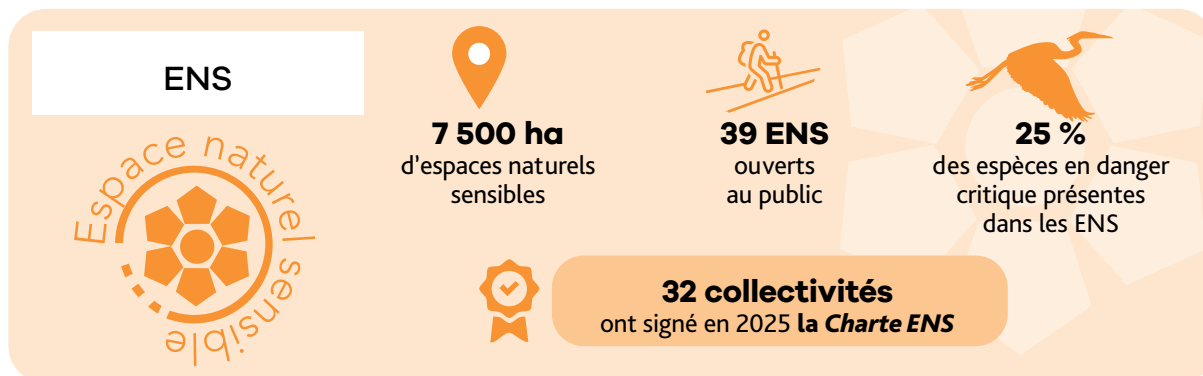 ENS
Espace naturel sensible
7 500 ha
d'espaces naturels
sensibles
39 ENS
ouverts
au public
25 %
des espèces en danger
critique présentes
dans les ENS
32 collectivités
ont signé en 2025 la Charte ENS